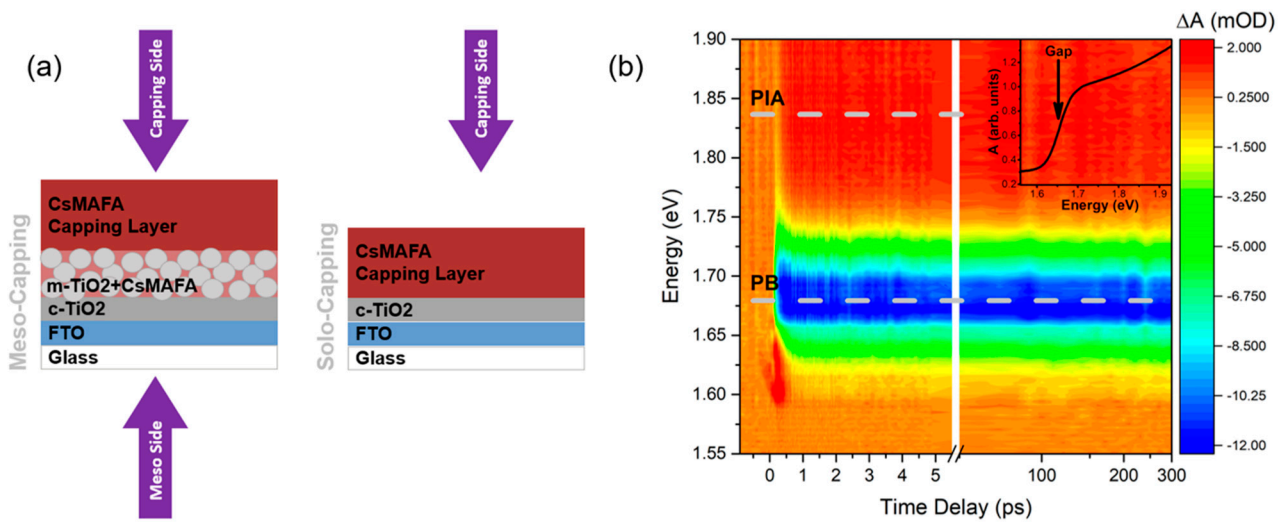 (a)
Capping Side
Capping Side
Meso-Capping
CsMAFA
Capping Layer
m-TiO2+CsMAFA
c-TiO2
FTO
Glass
Meso Side
Solo-Capping
CsMAFA
Capping Layer
c-TiO2
FTO
Glass
(b)
Energy (eV)
1.90
1.85
1.80
1.75
1.70
1.65
1.60
1.55
PIA
PB
0 1 2 3 4 5 100 200 300
Time Delay (ps)
Gap
A (arb. units)
1.2
1.0
0.8
0.6
0.4
0.2
1.6 1.7 1.8 1.9
Energy (eV)
ΔA (mOD)
2.000
0.2500
-1.500
-3.250
-5.000
-6.750
-8.500
-10.25
-12.00